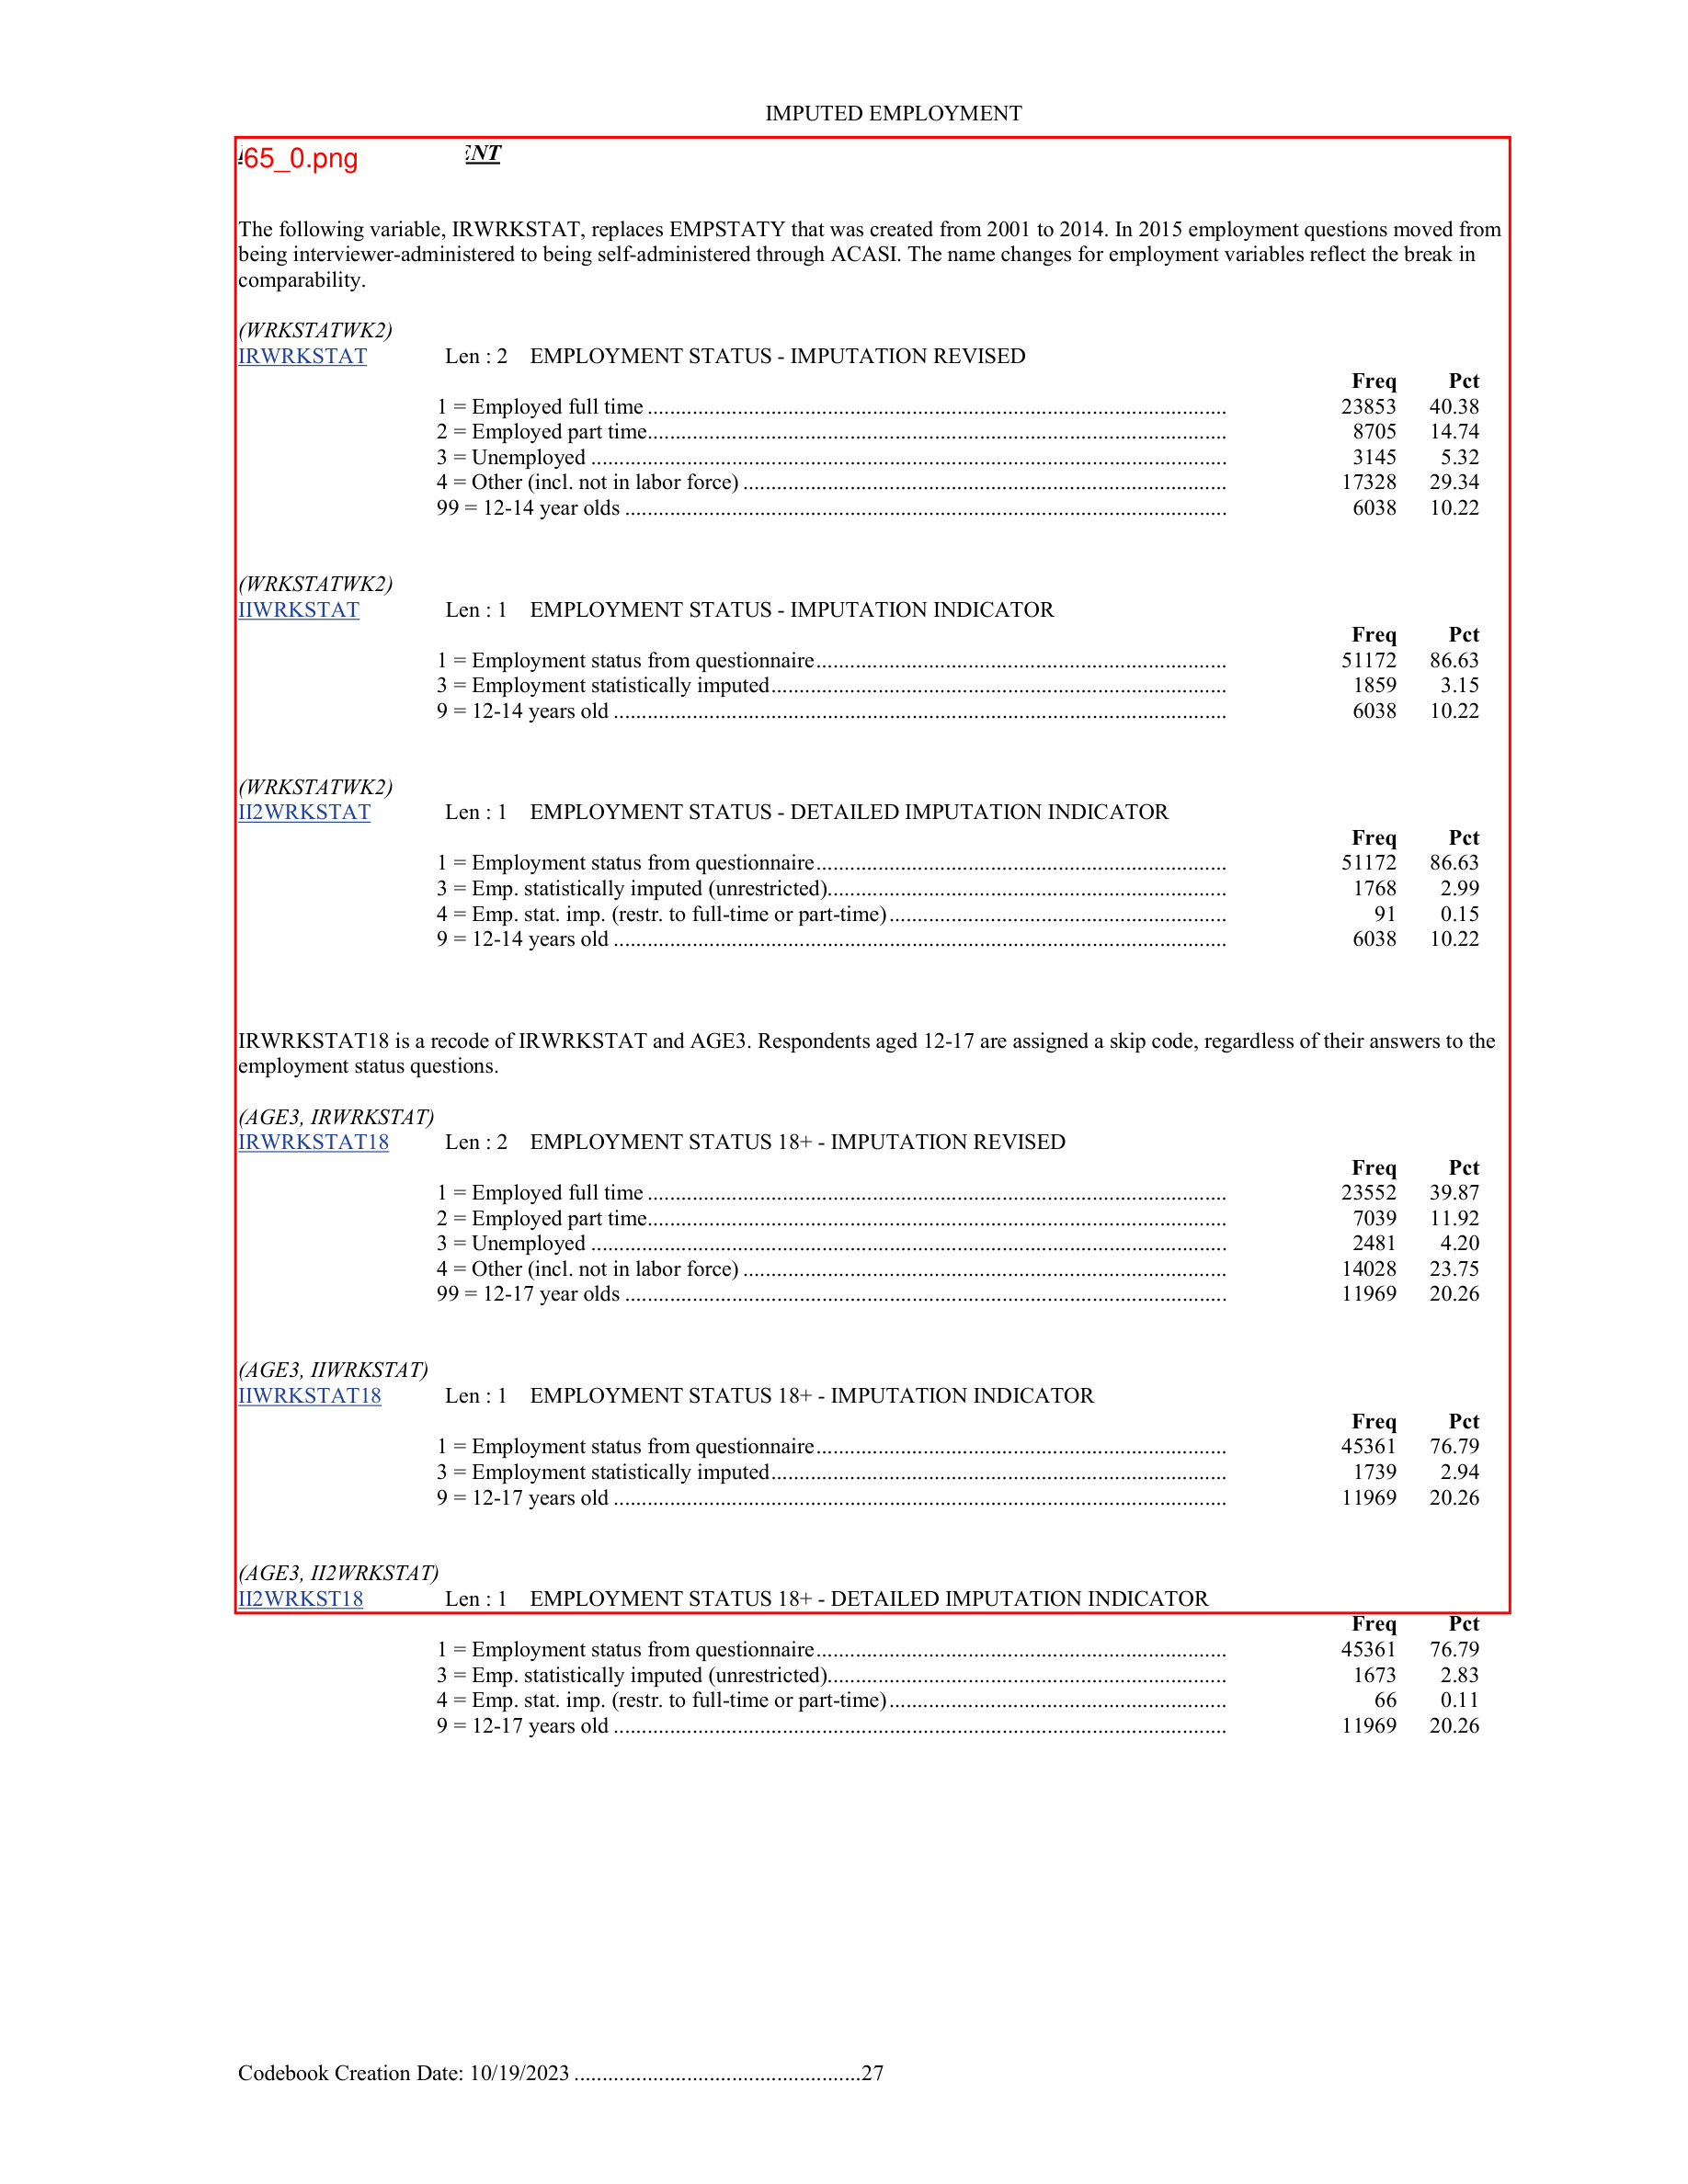 IMPUTED EMPLOYMENT
65_0.png
The following variable, IRWRKSTAT, replaces EMPSTATY that was created from 2001 to 2014. In 2015 employment questions moved from
being interviewer-administered to being self-administered through ACASI. The name changes for employment variables reflect the break in
comparability.
(WRKSTATWK2)
IRWRKSTAT Len : 2 EMPLOYMENT STATUS - IMPUTATION REVISED
Freq Pct
1 = Employed full time ........ 23853 40.38
2 = Employed part time........ 8705 14.74
3 = Unemployed ........ 3145 5.32
4 = Other (incl. not in labor force) ........ 17328 29.34
99 = 12-14 year olds ........ 6038 10.22
(WRKSTATWK2)
IIWRKSTAT Len : 1 EMPLOYMENT STATUS - IMPUTATION INDICATOR
Freq Pct
1 = Employment status from questionnaire........ 51172 86.63
3 = Employment statistically imputed........ 1859 3.15
9 = 12-14 years old ........ 6038 10.22
(WRKSTATWK2)
II2WRKSTAT Len : 1 EMPLOYMENT STATUS - DETAILED IMPUTATION INDICATOR
Freq Pct
1 = Employment status from questionnaire........ 51172 86.63
3 = Emp. statistically imputed (unrestricted)........ 1768 2.99
4 = Emp. stat. imp. (restr. to full-time or part-time)........ 91 0.15
9 = 12-14 years old ........ 6038 10.22
IRWRKSTAT18 is a recode of IRWRKSTAT and AGE3. Respondents aged 12-17 are assigned a skip code, regardless of their answers to the
employment status questions.
(AGE3, IRWRKSTAT)
IRWRKSTAT18 Len : 2 EMPLOYMENT STATUS 18+ - IMPUTATION REVISED
Freq Pct
1 = Employed full time ........ 23552 39.87
2 = Employed part time........ 7039 11.92
3 = Unemployed ........ 2481 4.20
4 = Other (incl. not in labor force) ........ 14028 23.75
99 = 12-17 year olds ........ 11969 20.26
(AGE3, IIWRKSTAT)
IIWRKSTAT18 Len : 1 EMPLOYMENT STATUS 18+ - IMPUTATION INDICATOR
Freq Pct
1 = Employment status from questionnaire........ 45361 76.79
3 = Employment statistically imputed........ 1739 2.94
9 = 12-17 years old ........ 11969 20.26
(AGE3, II2WRKSTAT)
II2WRKST18 Len : 1 EMPLOYMENT STATUS 18+ - DETAILED IMPUTATION INDICATOR
Freq Pct
1 = Employment status from questionnaire........ 45361 76.79
3 = Emp. statistically imputed (unrestricted)........ 1673 2.83
4 = Emp. stat. imp. (restr. to full-time or part-time)........ 66 0.11
9 = 12-17 years old ........ 11969 20.26
Codebook Creation Date: 10/19/2023 ........27